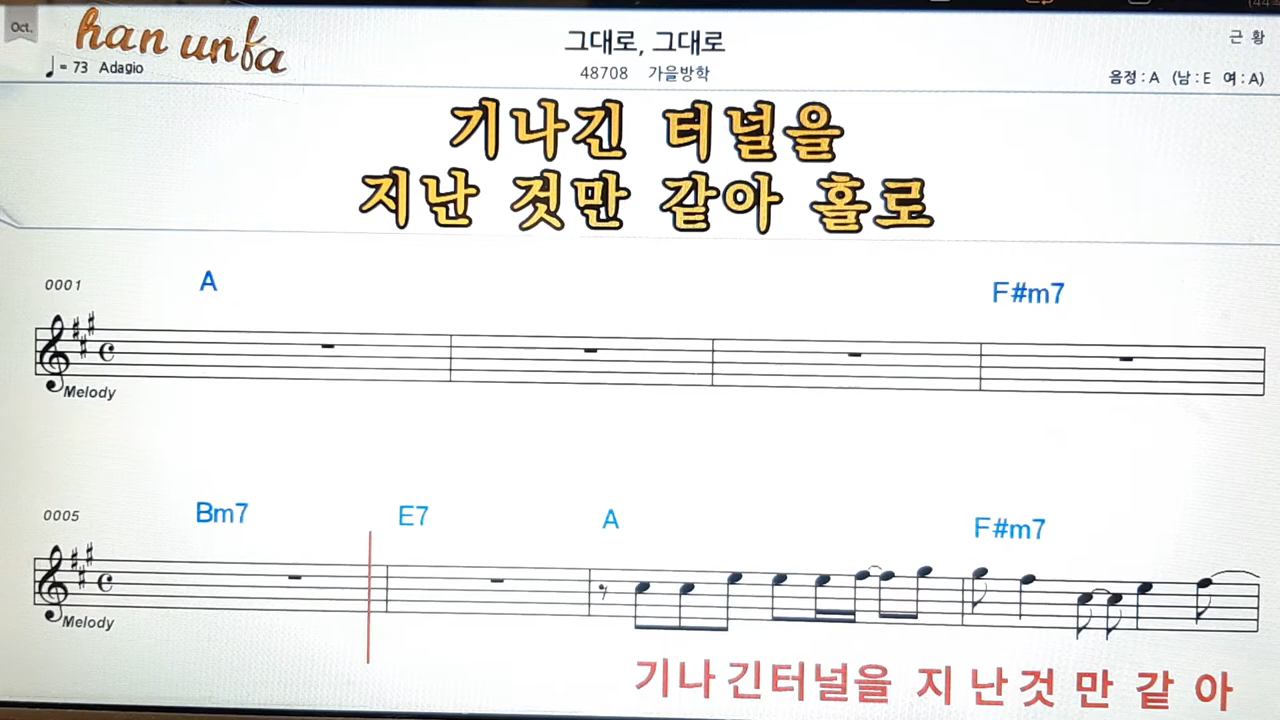 Oct.
han unfa
♩= 73 Adagio
그대로, 그대로
48708 가을방학
근 황
음정 : A (남 : E 여 : A)
기나긴 터널을
지난 것만 같아 홀로
0001
A
F#m7
Melody
0005
Bm7 E7 A F#m7
Melody
기나긴터널을 지난것만같아